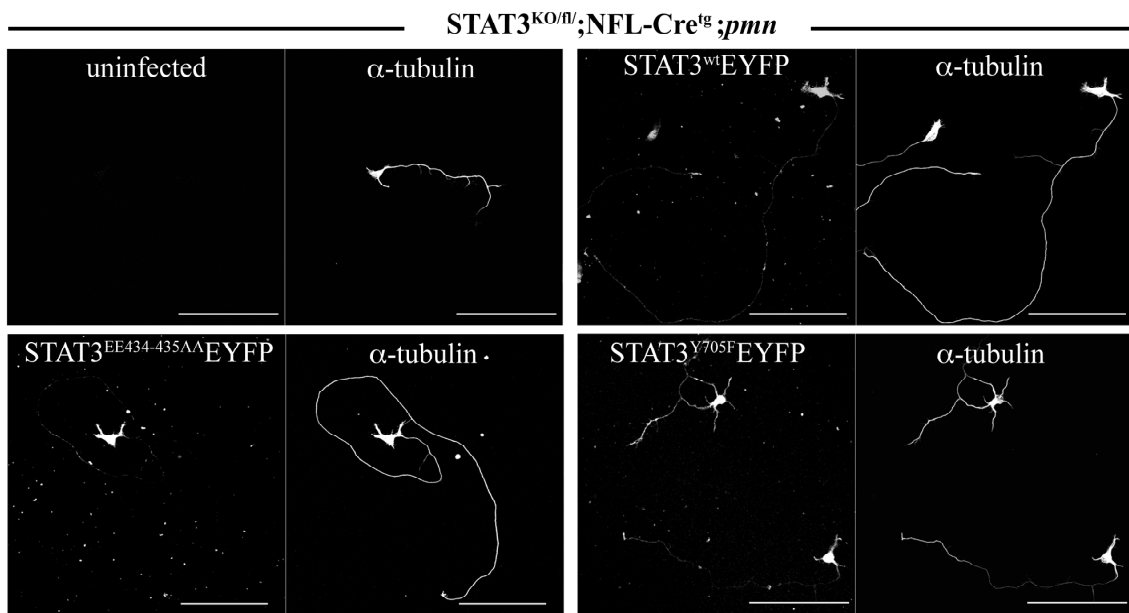 STAT3KO/fl/;NFL-Cretg;pmn
uninfected
α-tubulin
STAT3wtEYFP
α-tubulin
STAT3EE434-435AAEYFP
α-tubulin
STAT3Y705FEYFP
α-tubulin